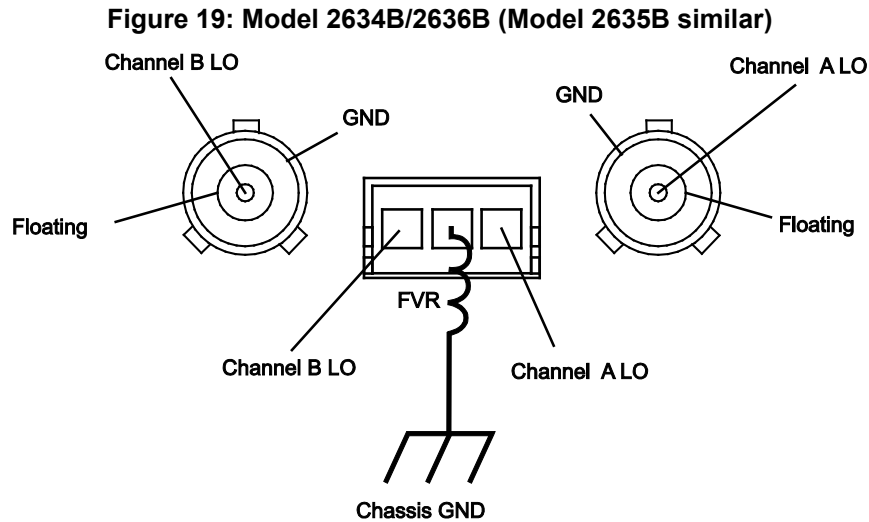 Figure 19: Model 2634B/2636B (Model 2635B similar)
Channel B LO
Channel A LO
GND
GND
Floating
Floating
FVR
Channel B LO
Channel A LO
Chassis GND